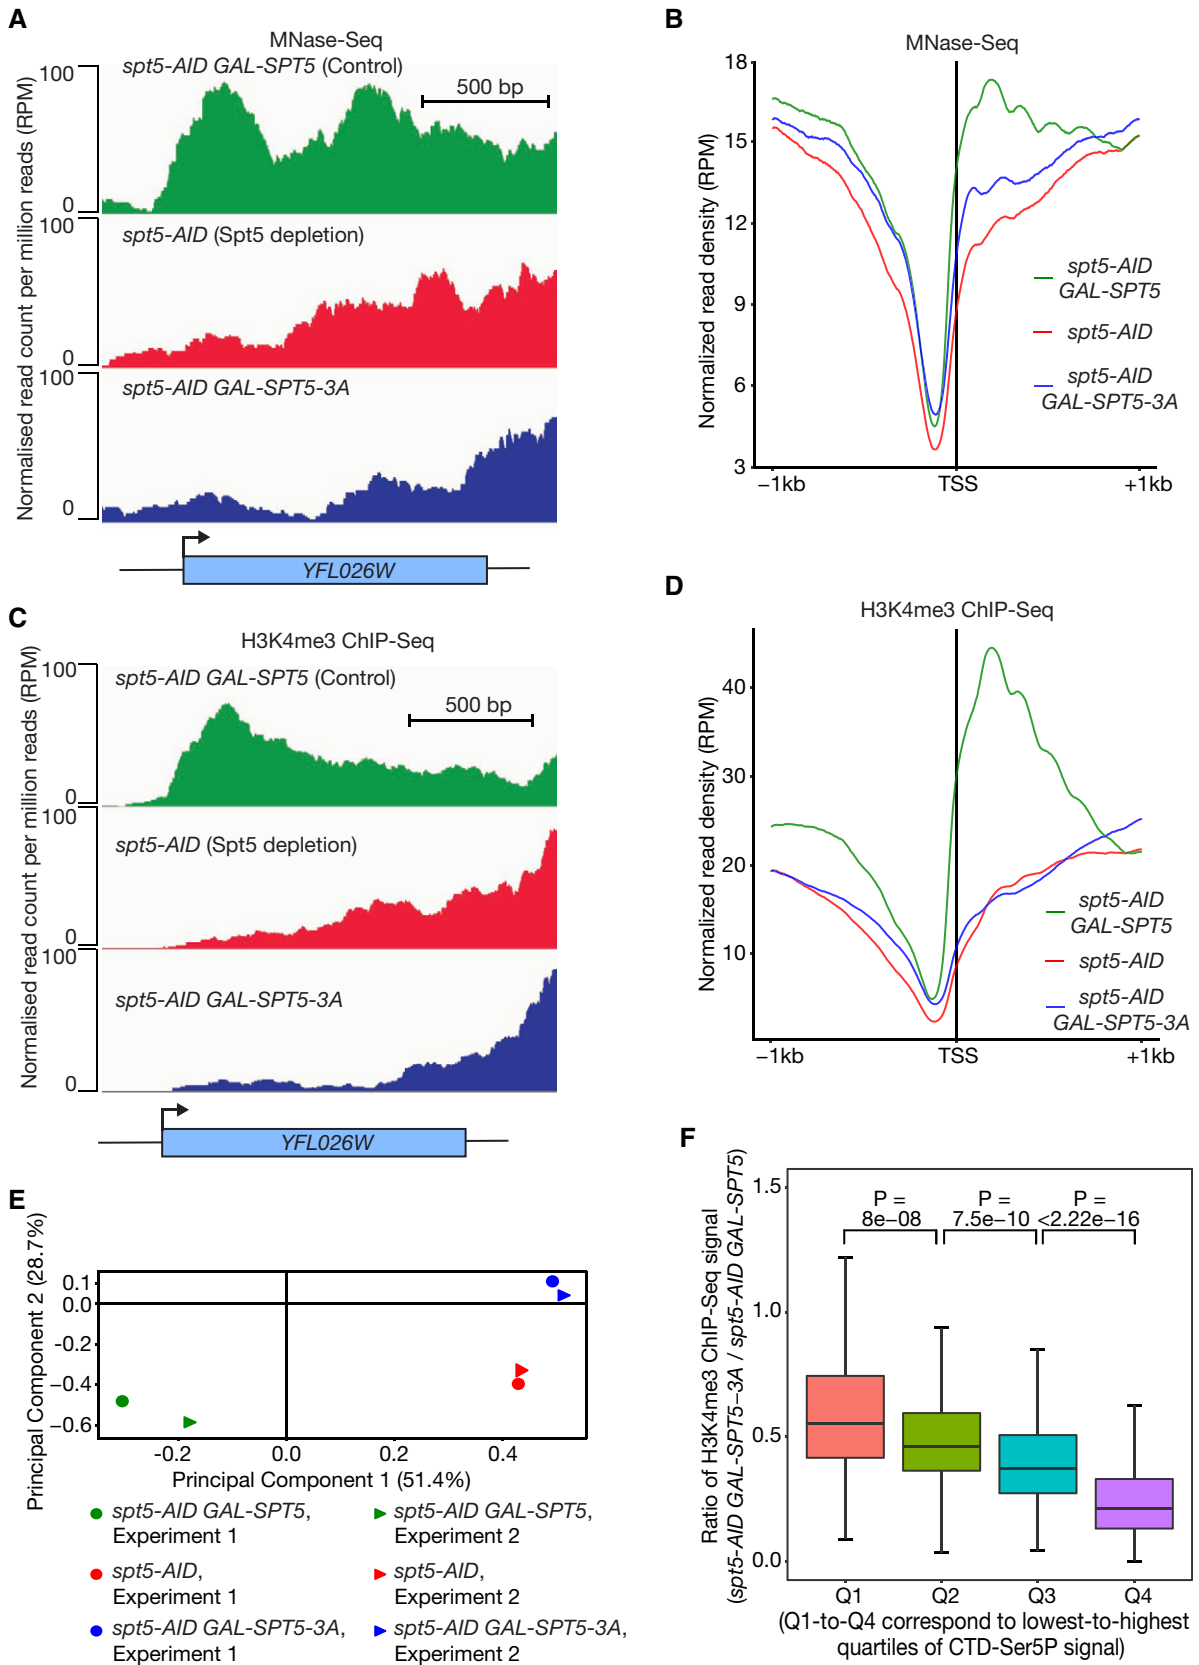 A
MNase-Seq
spt5-AID GAL-SPT5 (Control)
Normalised read count per million reads (RPM)
100
500 bp
0
100
spt5-AID (Spt5 depletion)
0
100
spt5-AID GAL-SPT5-3A
0
YFL026W
B
MNase-Seq
Normalized read density (RPM)
18
15
12
9
6
3
spt5-AID
GAL-SPT5
spt5-AID
spt5-AID
GAL-SPT5-3A
−1kb
TSS
+1kb
C
H3K4me3 ChIP-Seq
Normalised read count per million reads (RPM)
100
spt5-AID GAL-SPT5 (Control)
500 bp
0
100
spt5-AID (Spt5 depletion)
0
100
spt5-AID GAL-SPT5-3A
0
YFL026W
D
H3K4me3 ChIP-Seq
Normalized read density (RPM)
40
30
20
10
spt5-AID
GAL-SPT5
spt5-AID
spt5-AID
GAL-SPT5-3A
−1kb
TSS
+1kb
E
Principal Component 2 (28.7%)
0.1
0.0
-0.2
−0.4
−0.6
-0.2
0.0
0.2
0.4
Principal Component 1 (51.4%)
spt5-AID GAL-SPT5,
Experiment 1
spt5-AID GAL-SPT5,
Experiment 2
spt5-AID,
Experiment 1
spt5-AID,
Experiment 2
spt5-AID GAL-SPT5-3A,
Experiment 1
spt5-AID GAL-SPT5-3A,
Experiment 2
F
Ratio of H3K4me3 ChIP-Seq signal
(spt5-AID GAL-SPT5−3A / spt5-AID GAL-SPT5)
1.5
1.0
0.5
0.0
P =
8e−08
P =
7.5e−10
P =
<2.22e−16
Q1
Q2
Q3
Q4
(Q1-to-Q4 correspond to lowest-to-highest
quartiles of CTD-Ser5P signal)